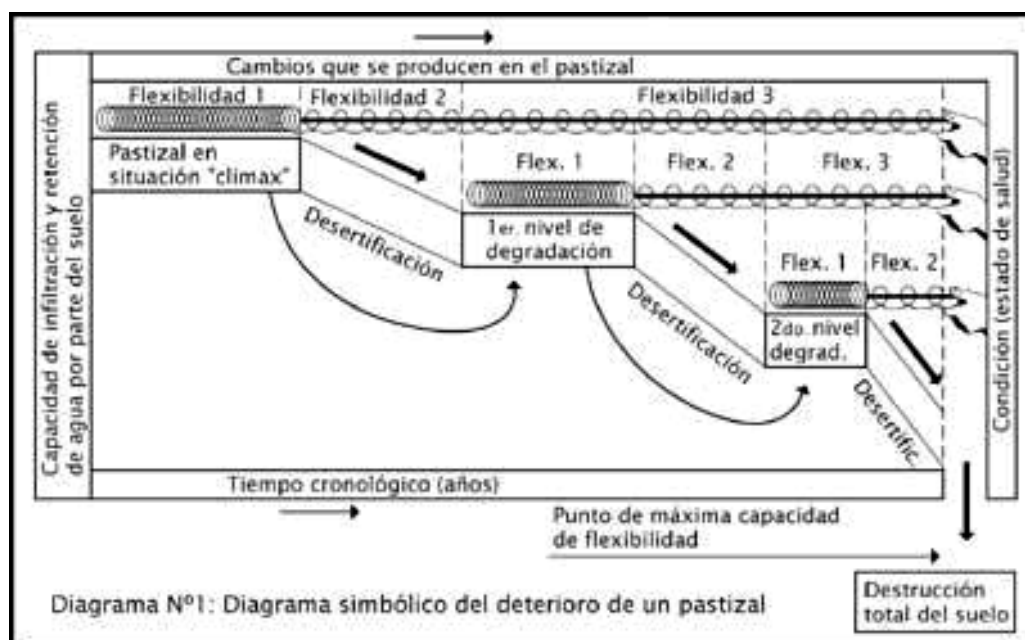 Cambios que se producen en el pastizal
Flexibilidad 1
Flexibilidad 2
Flexibilidad 3
Pastizal en
situación "climax"
Flex. 1
Flex. 2
Flex. 3
Desertificación
1er. nivel de
degradación
Flex. 1
Flex. 2
Desertificación
2do. nivel
degrad.
Desertific.
Capacidad de infiltración y retención
de agua por parte del suelo
Condición (estado de salud)
Tiempo cronológico (años)
Punto de máxima capacidad
de flexibilidad
Destrucción
total del suelo
Diagrama Nº1: Diagrama simbólico del deterioro de un pastizal